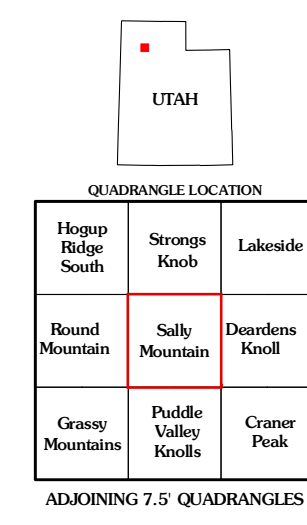 UTAH
QUADRANGLE LOCATION
Hogup
Ridge
South
Strongs
Knob
Lakeside
Round
Mountain
Sally
Mountain
Deardens
Knoll
Grassy
Mountains
Puddle
Valley
Knolls
Craner
Peak
ADJOINING 7.5' QUADRANGLES